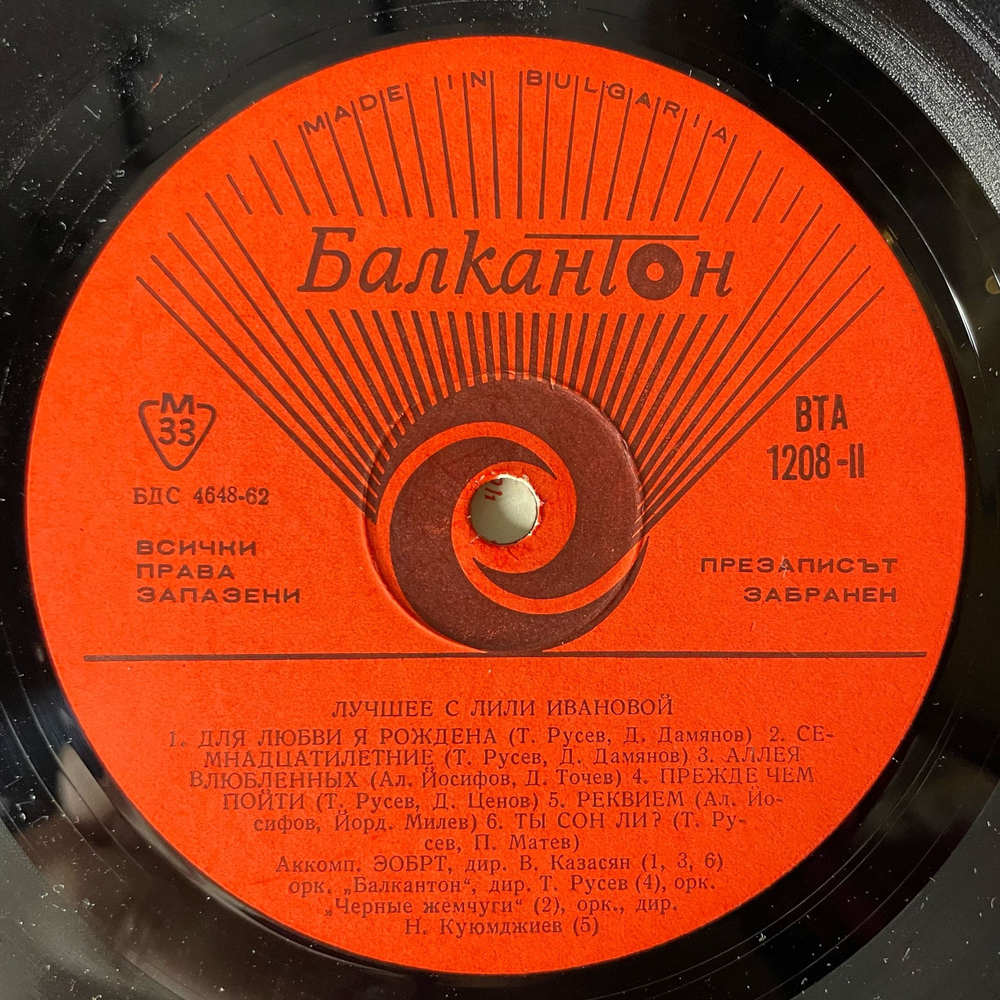 MADE IN BULGARIA
Балкантон
М
33
БДС 4648-62
ВСИЧКИ
ПРАВА
ЗАПАЗЕНИ
ВТА
1208-II
ПРЕЗАПИСЪТ
ЗАБРАНЕН
ЛУЧШЕЕ С ЛИЛИ ИВАНОВОЙ
1. ДЛЯ ЛЮБВИ Я РОЖДЕНА (Т. Русев, Д. Дамянов) 2. СЕ-
МНАДЦАТИЛЕТНИЕ (Т. Русев, Д. Дамянов) 3. АЛЛЕЯ
ВЛЮБЛЕННЫХ (Ал. Йосифов, Д. Точев) 4. ПРЕЖДЕ ЧЕМ
ПОЙТИ (Т. Русев, Д. Ценов) 5. РЕКВИЕМ (Ал. Йо-
сифов, Йорд. Милев) 6. ТЫ СОН ЛИ? (Т. Ру-
сев, П. Матев)
Аккомп. ЭОБРТ, дир. В. Казасян (1, 3, 6)
орк. „Балкантон“, дир. Т. Русев (4), орк.
„Черные жемчуги“ (2), орк., дир.
Н. Куюмджиев (5)